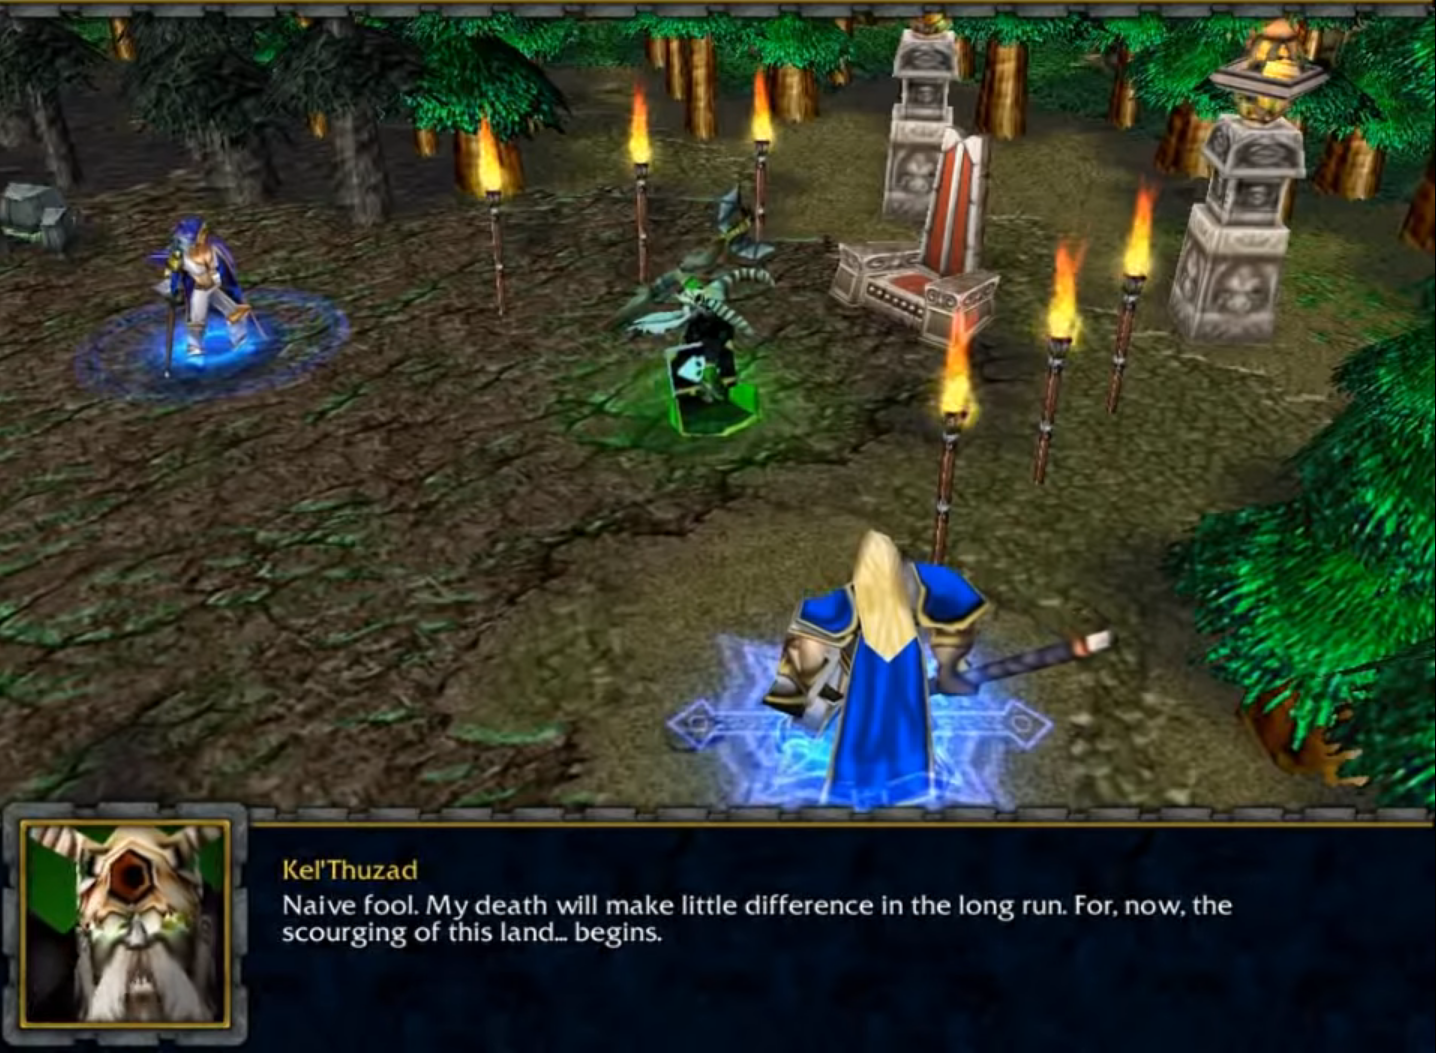 Kel'Thuzad
Naive fool. My death will make little difference in the long run. For, now, the
scourging of this land... begins.